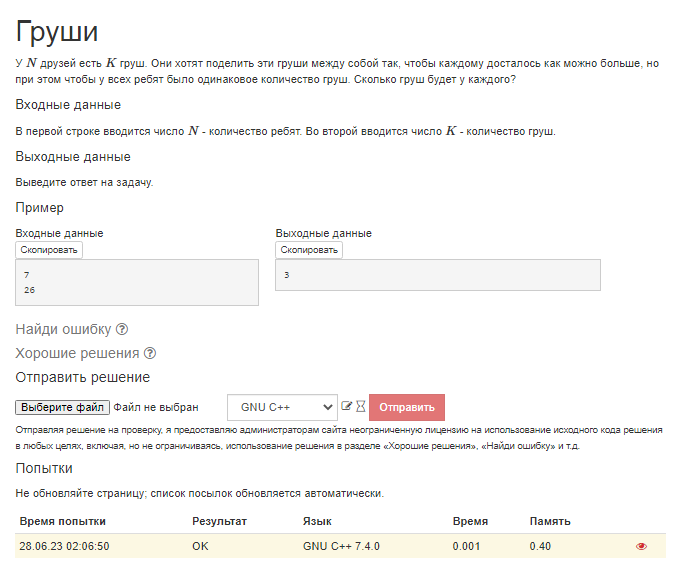 Груши
У N друзей есть K груш. Они хотят поделить эти груши между собой так, чтобы каждому досталось как можно больше, но
при этом чтобы у всех ребят было одинаковое количество груш. Сколько груш будет у каждого?
Входные данные
В первой строке вводится число N - количество ребят. Во второй вводится число K - количество груш.
Выходные данные
Выведите ответ на задачу.
Пример
Входные данные
Выходные данные
Скопировать
Скопировать
7
26
3
Найди ошибку
Хорошие решения
Отправить решение
Выберите файл Файл не выбран GNU C++ Отправить
Отправляя решение на проверку, я предоставляю администраторам сайта неограниченную лицензию на использование исходного кода решения
в любых целях, включая, но не ограничиваясь, использование решения в разделе «Хорошие решения», «Найди ошибку» и т.д.
Попытки
Не обновляйте страницу; список посылок обновляется автоматически.
Время попытки Результат Язык Время Память
28.06.23 02:06:50 OK GNU C++ 7.4.0 0.001 0.40